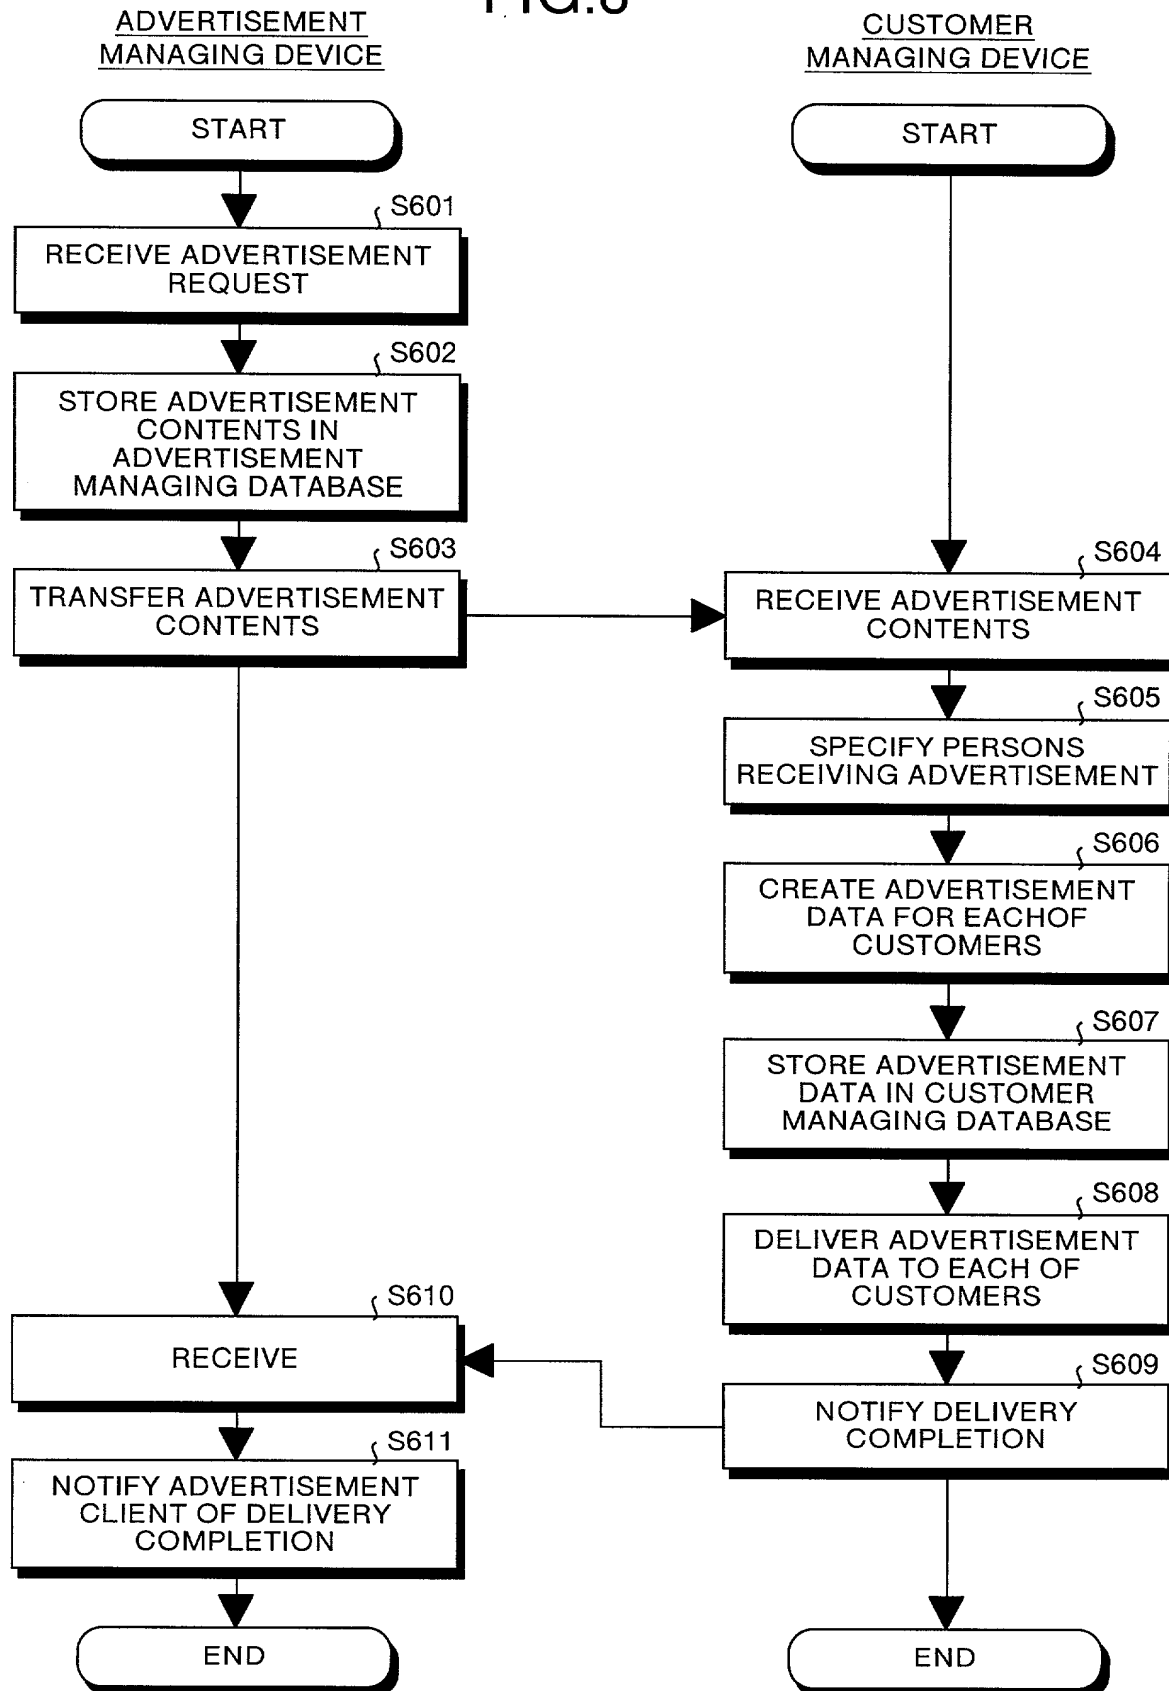 ADVERTISEMENT
MANAGING DEVICE
START
S601
RECEIVE ADVERTISEMENT
REQUEST
S602
STORE ADVERTISEMENT
CONTENTS IN
ADVERTISEMENT
MANAGING DATABASE
S603
TRANSFER ADVERTISEMENT
CONTENTS
S610
RECEIVE
S611
NOTIFY ADVERTISEMENT
CLIENT OF DELIVERY
COMPLETION
END
CUSTOMER
MANAGING DEVICE
START
S604
RECEIVE ADVERTISEMENT
CONTENTS
S605
SPECIFY PERSONS
RECEIVING ADVERTISEMENT
S606
CREATE ADVERTISEMENT
DATA FOR EACHOF
CUSTOMERS
S607
STORE ADVERTISEMENT
DATA IN CUSTOMER
MANAGING DATABASE
S608
DELIVER ADVERTISEMENT
DATA TO EACH OF
CUSTOMERS
S609
NOTIFY DELIVERY
COMPLETION
END